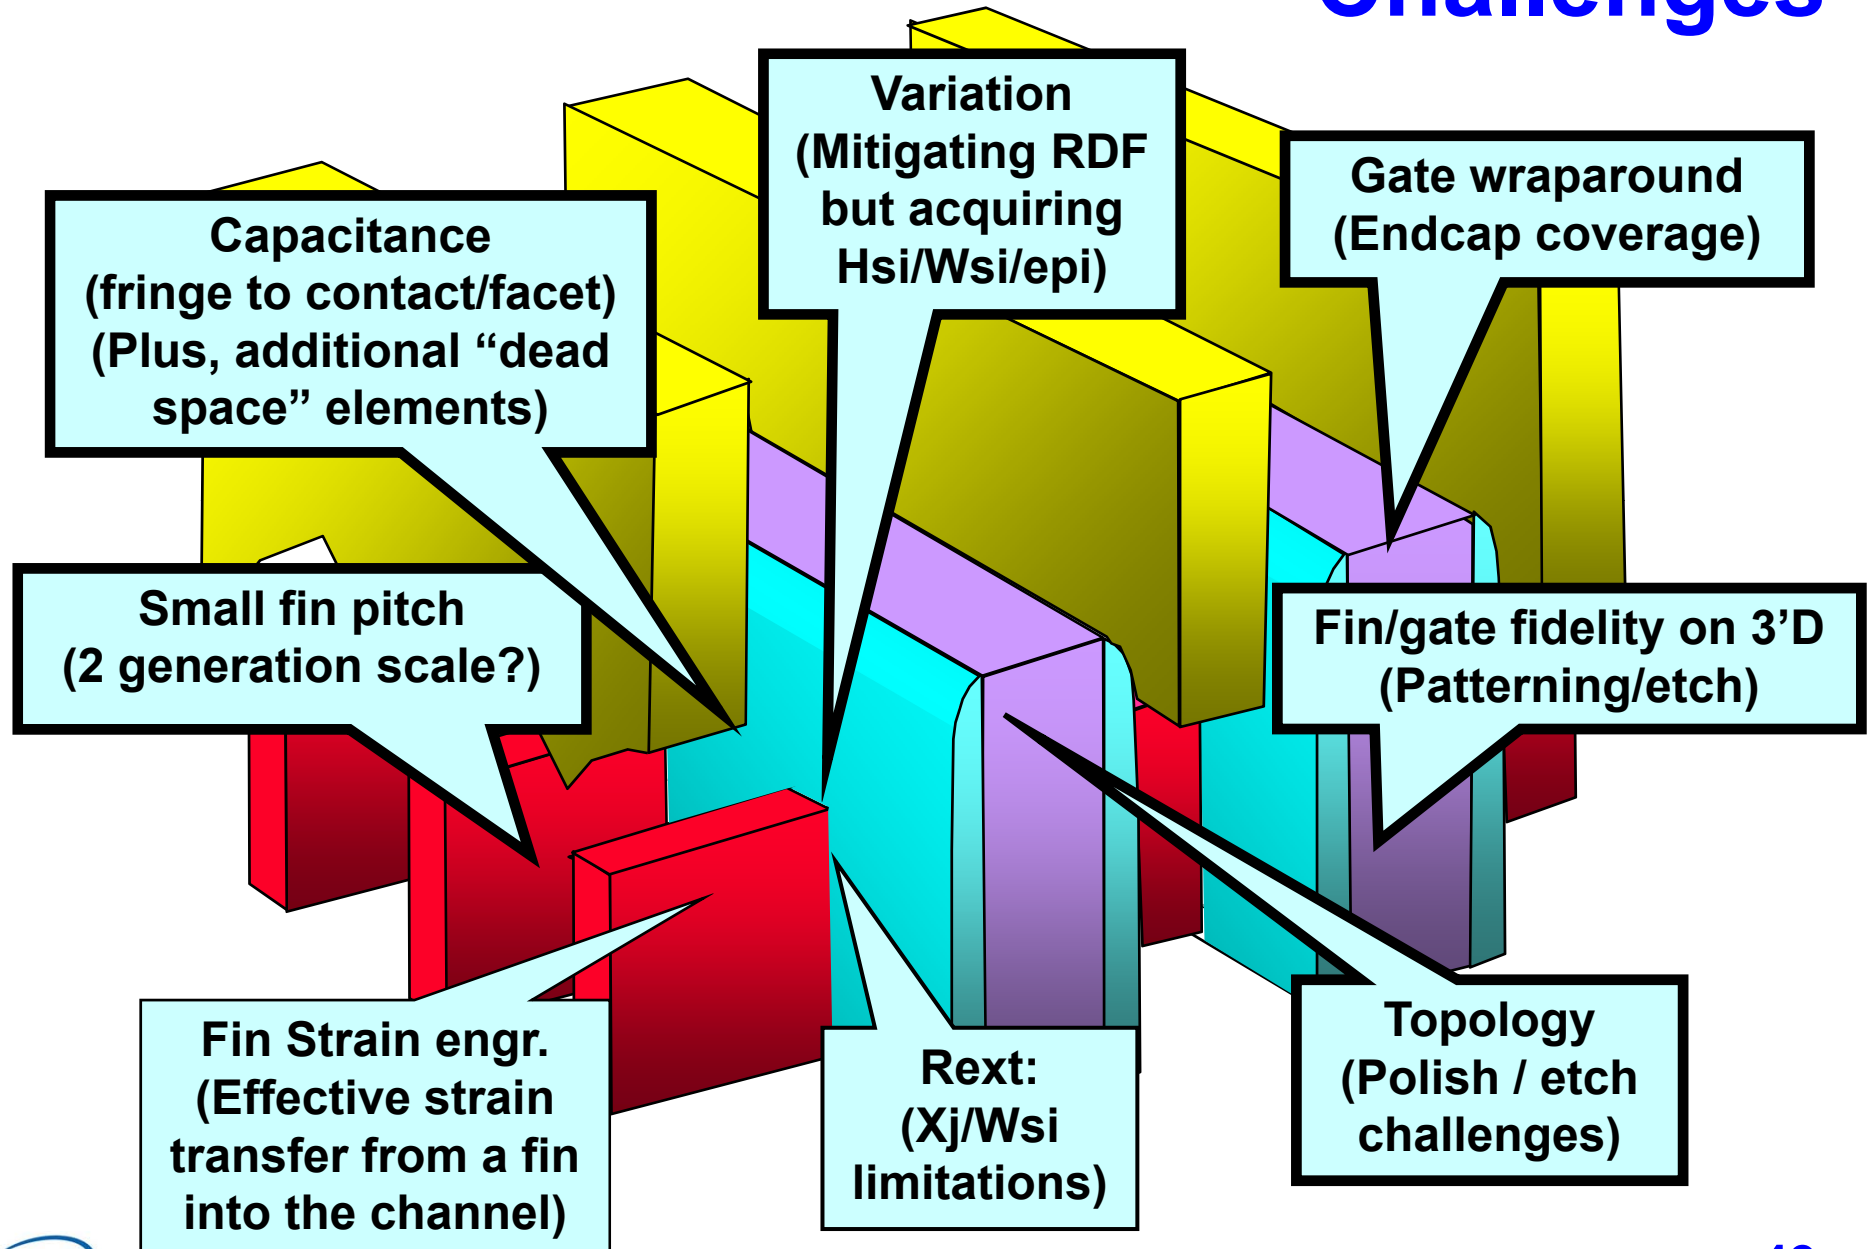 Challenges
Variation
(Mitigating RDF
but acquiring
Hsi/Wsi/epi)
Gate wraparound
(Endcap coverage)
Capacitance
(fringe to contact/facet)
(Plus, additional “dead
space” elements)
Small fin pitch
(2 generation scale?)
Fin/gate fidelity on 3’D
(Patterning/etch)
Fin Strain engr.
(Effective strain
transfer from a fin
into the channel)
Rext:
(Xj/Wsi
limitations)
Topology
(Polish / etch
challenges)